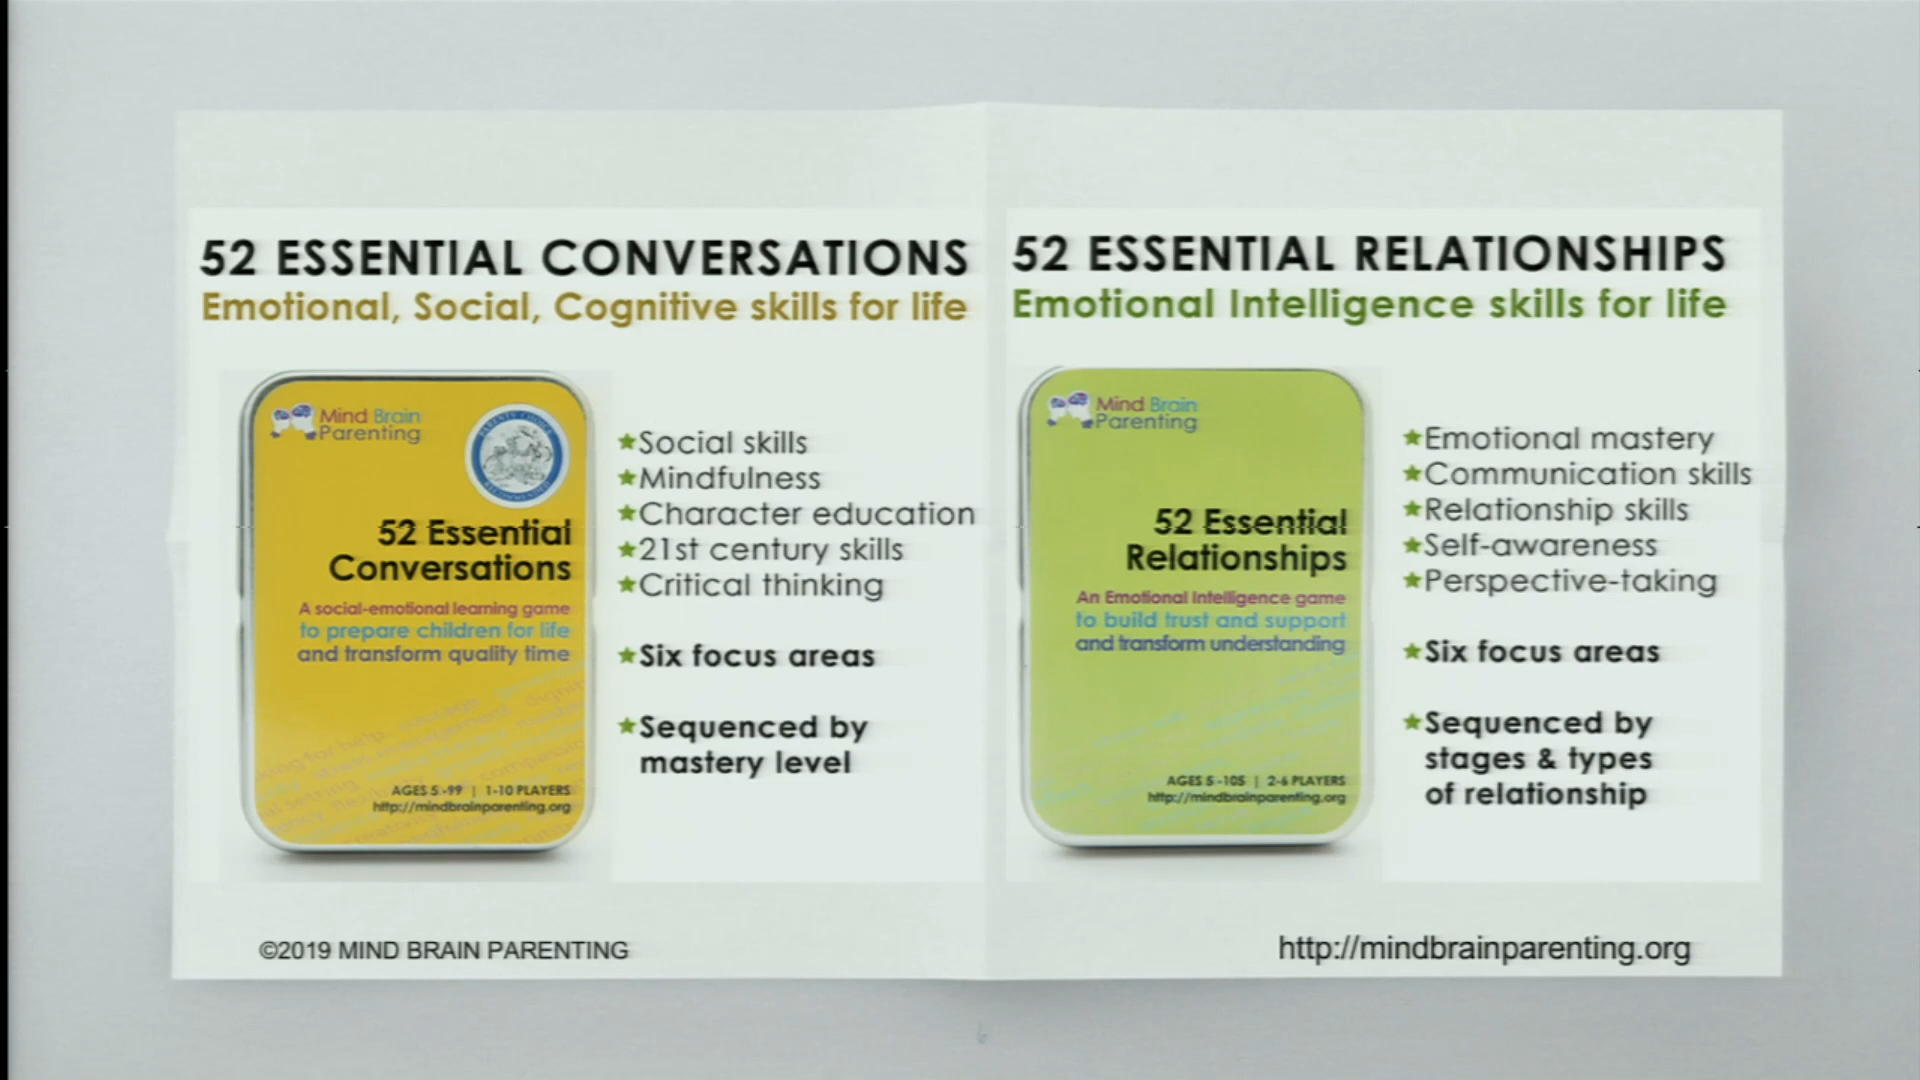 52 ESSENTIAL CONVERSATIONS
Emotional, Social, Cognitive skills for life
Mind Brain
Parenting
52 Essential
Conversations
A social-emotional learning game
to prepare children for life
and transform quality time
AGES 5-99 | 1-10 PLAYERS
http://mindbrainparenting.org
★Social skills
★Mindfulness
★Character education
★21st century skills
★Critical thinking
★Six focus areas
★Sequenced by
mastery level
©2019 MIND BRAIN PARENTING
52 ESSENTIAL RELATIONSHIPS
Emotional Intelligence skills for life
Mind Brain
Parenting
52 Essential
Relationships
An Emotional Intelligence game
to build trust and support
and transform understanding
AGES 5-105 | 2-6 PLAYERS
http://mindbrainparenting.org
★Emotional mastery
★Communication skills
★Relationship skills
★Self-awareness
★Perspective-taking
★Six focus areas
★Sequenced by
stages & types
of relationship
http://mindbrainparenting.org